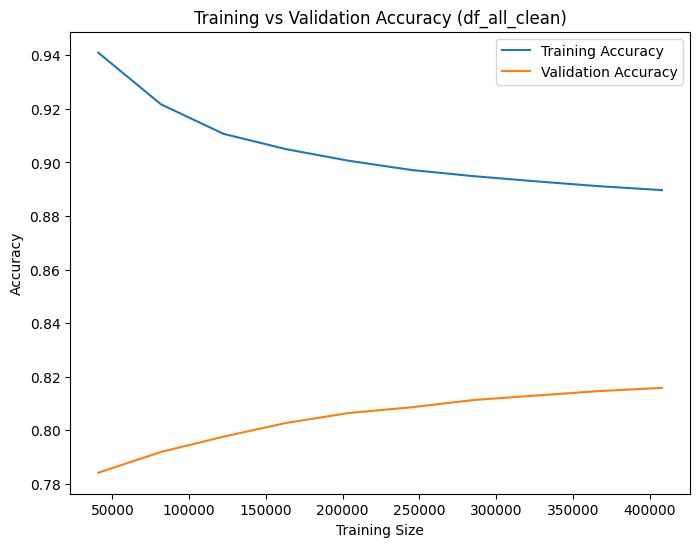 Training vs Validation Accuracy (df_all_clean)
Training Accuracy
Validation Accuracy
0.94
0.92
0.90
0.88
0.86
0.84
0.82
0.80
0.78
Accuracy
50000 100000 150000 200000 250000 300000 350000 400000
Training Size